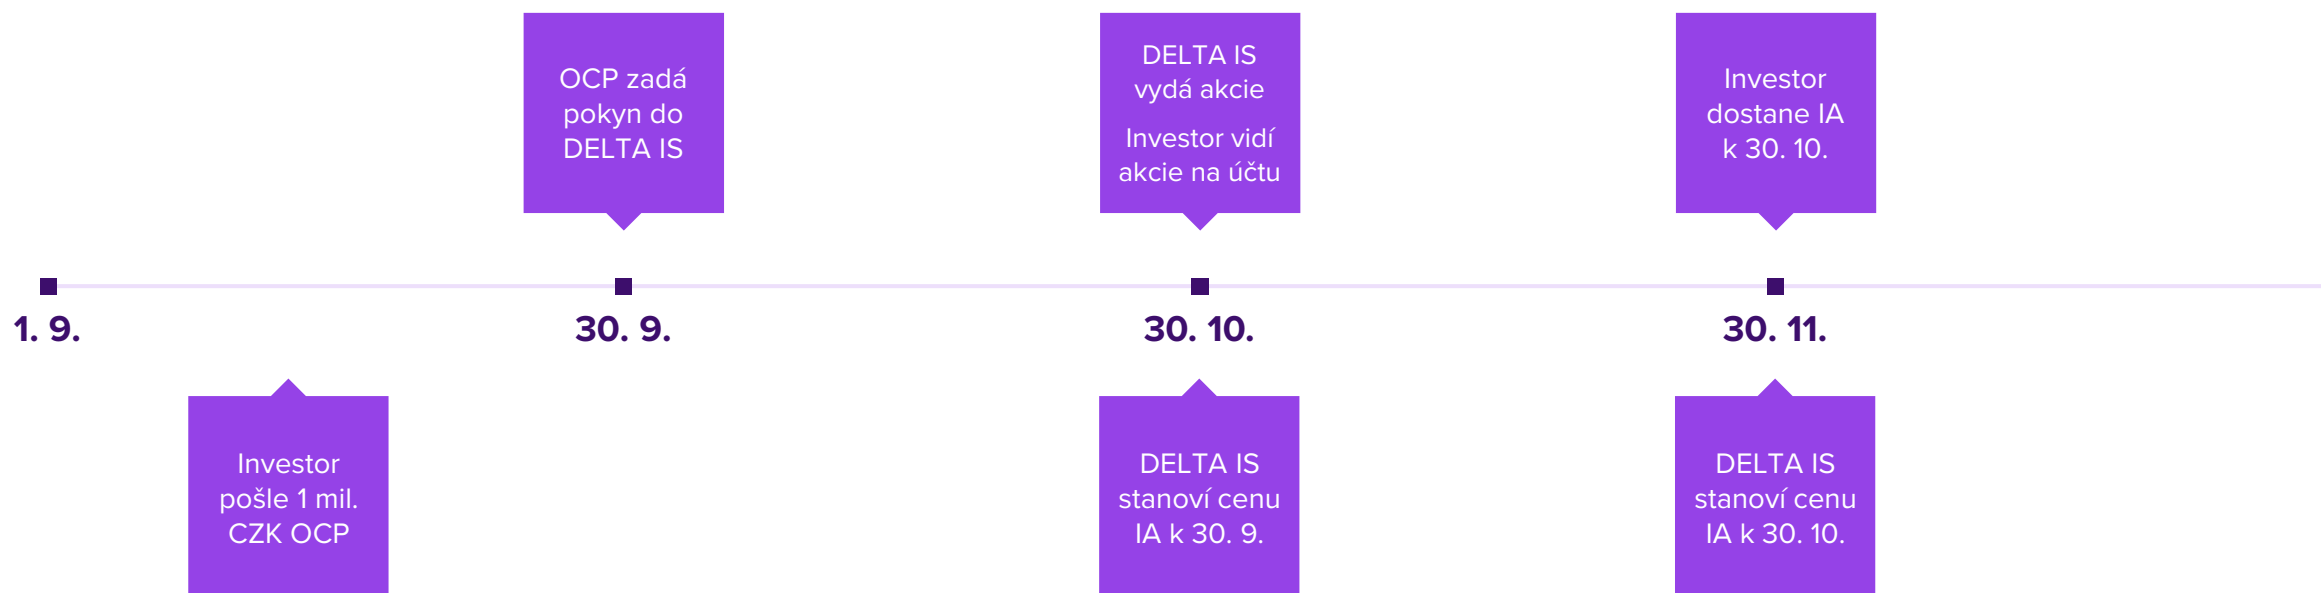 OCP zadá
pokyn do
DELTA IS
DELTA IS
vydá akcie
Investor vidí
akcie na účtu
Investor
dostane IA
k 30. 10.
1. 9.
30. 9.
30. 10.
30. 11.
Investor
pošle 1 mil.
CZK OCP
DELTA IS
stanoví cenu
IA k 30. 9.
DELTA IS
stanoví cenu
IA k 30. 10.